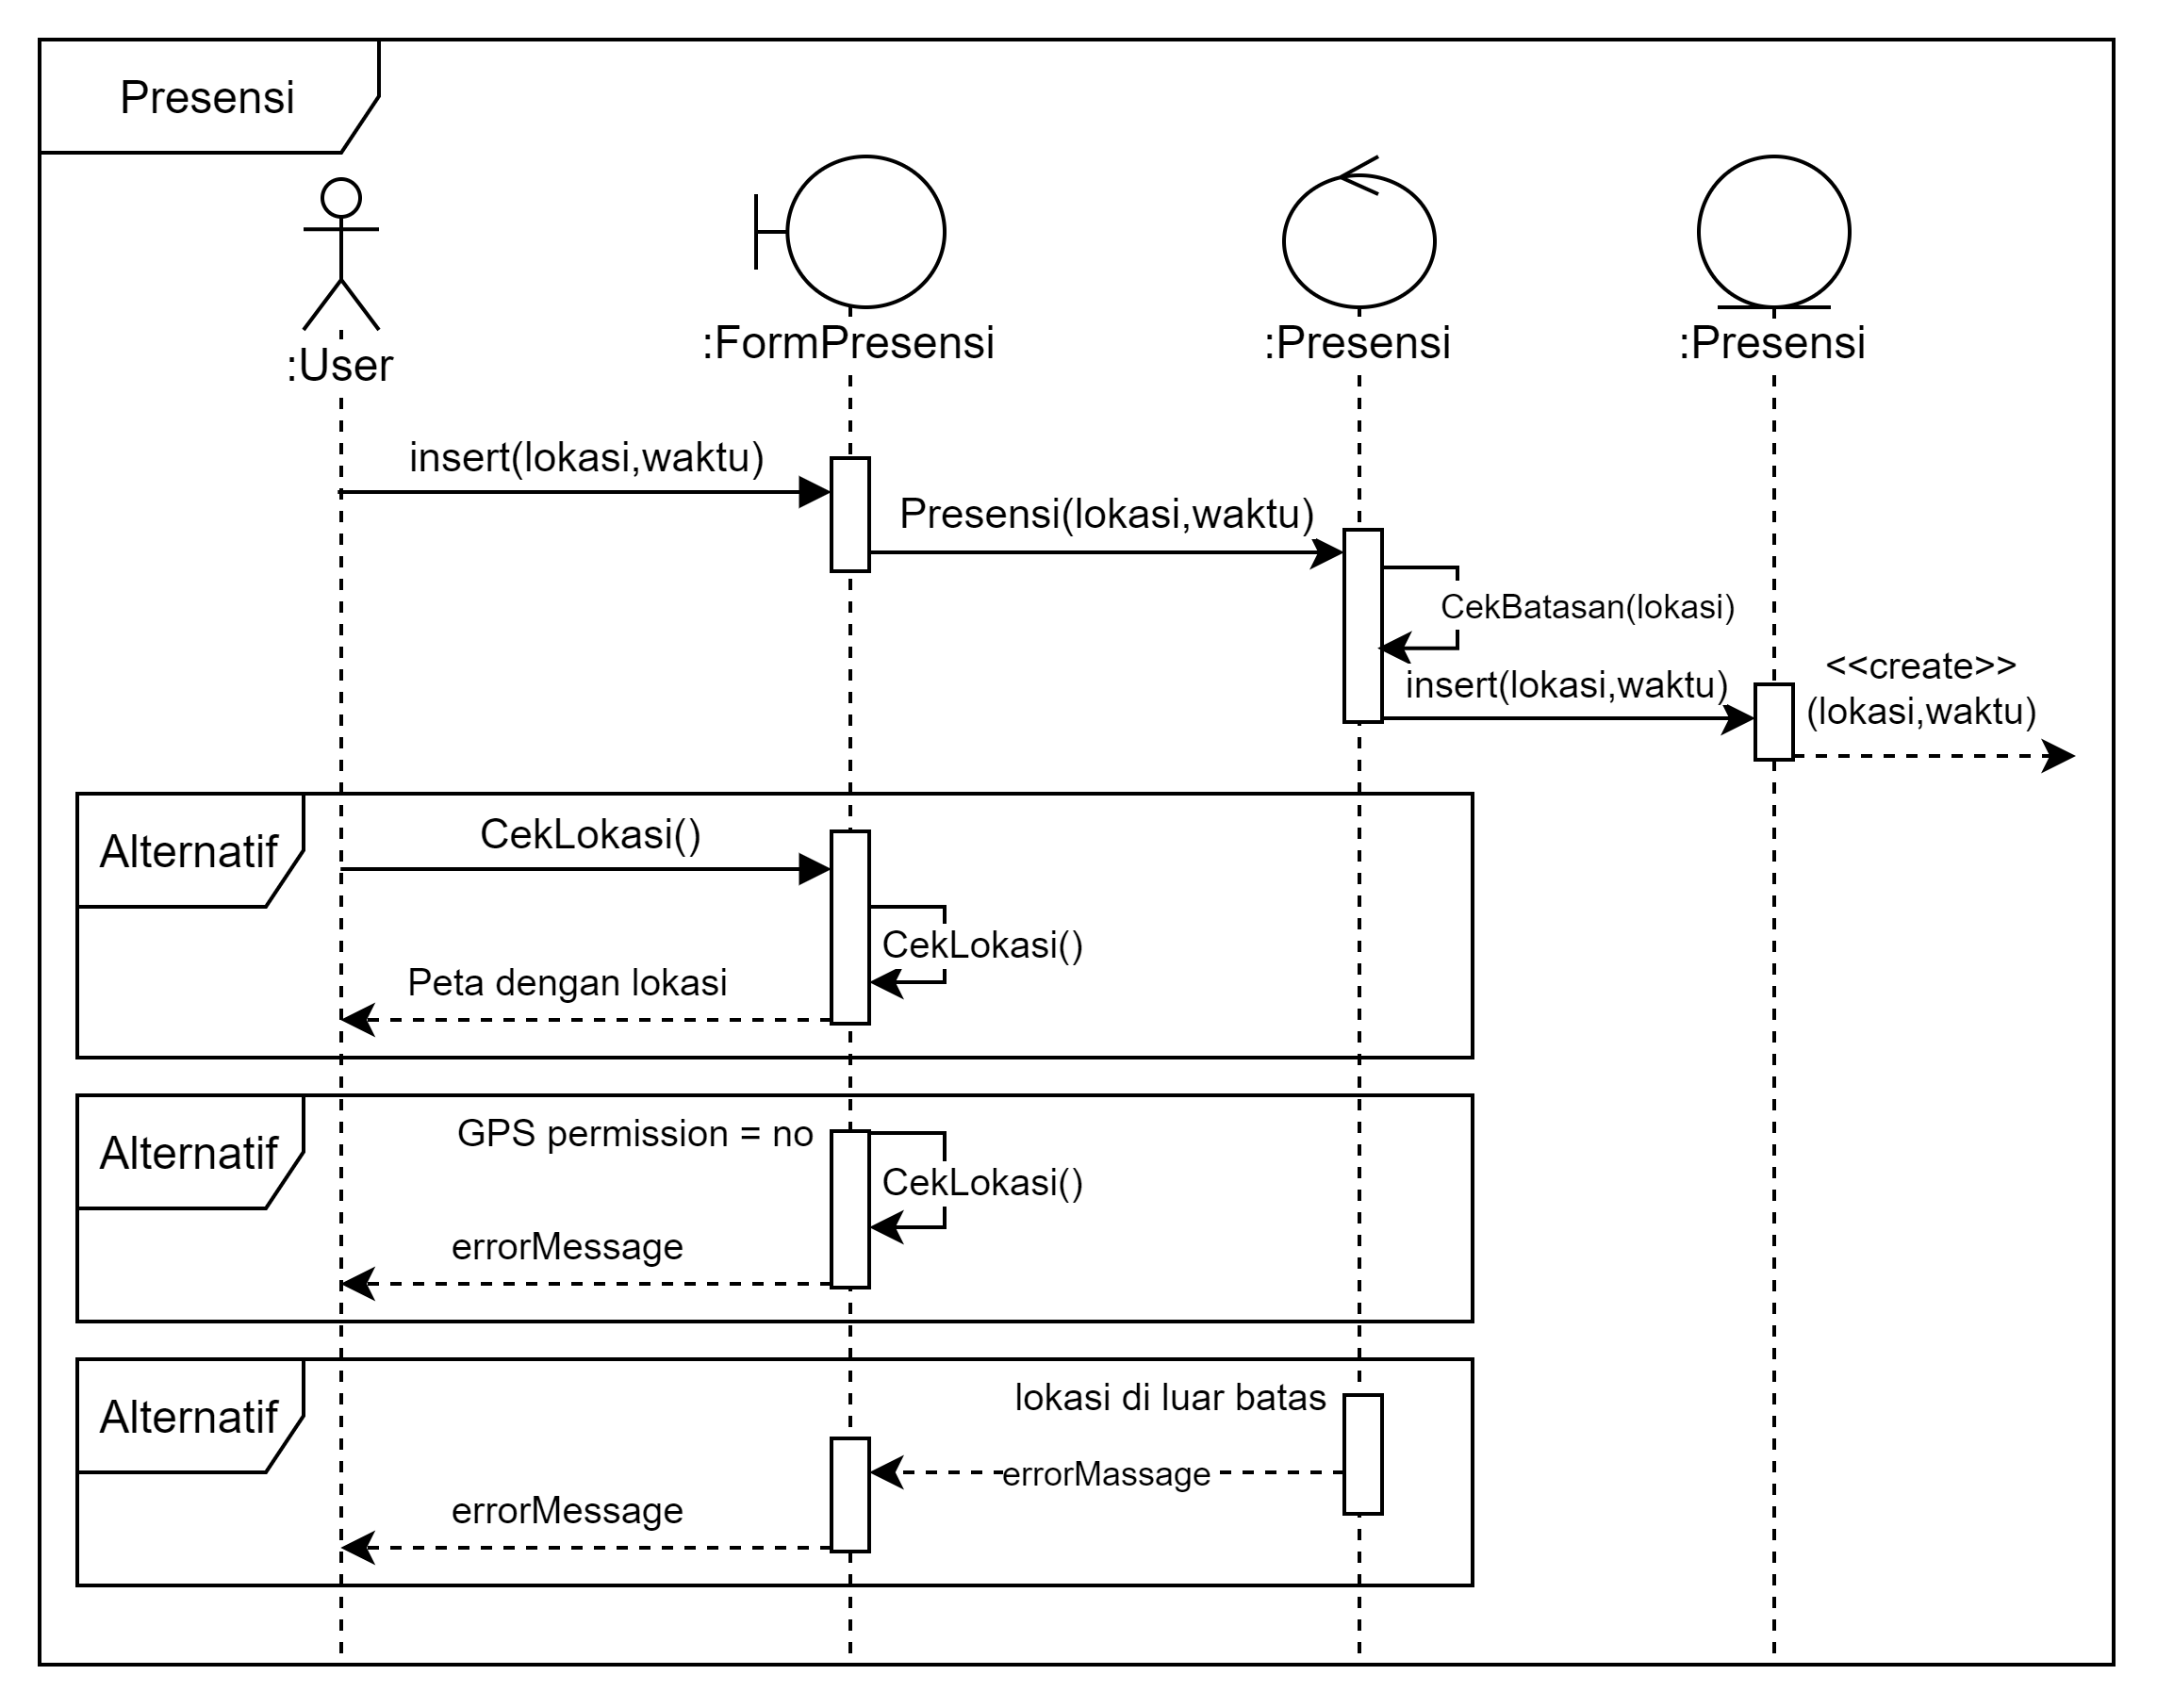 Presensi
:User
:FormPresensi
:Presensi
:Presensi
insert(lokasi,waktu)
Presensi(lokasi,waktu)
CekBatasan(lokasi)
insert(lokasi,waktu)
<<create>>
(lokasi,waktu)
Alternatif
CekLokasi()
CekLokasi()
Peta dengan lokasi
Alternatif
GPS permission = no
CekLokasi()
errorMessage
Alternatif
lokasi di luar batas
errorMassage
errorMessage